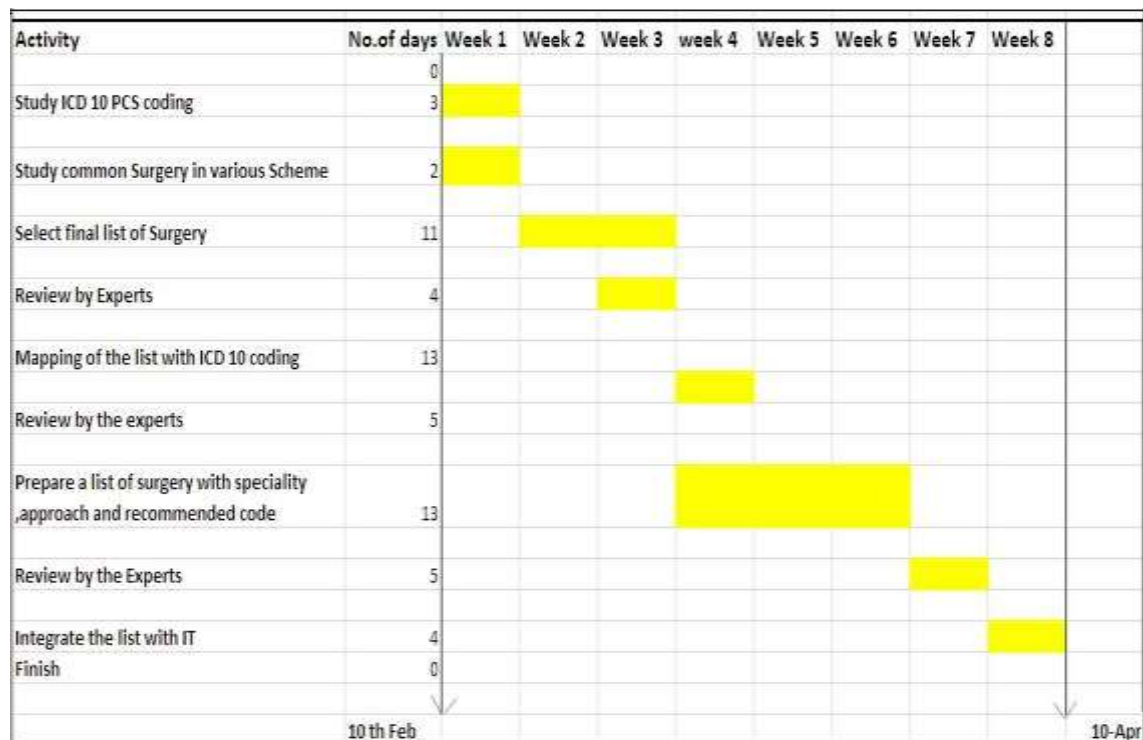 Activity No.of days Week 1 Week 2 Week 3 week 4 Week 5 Week 6 Week 7 Week 8
0
Study ICD 10 PCS coding 3
Study common Surgery in various Scheme 2
Select final list of Surgery 11
Review by Experts 4
Mapping of the list with ICD 10 coding 13
Review by the experts 5
Prepare a list of surgery with speciality
,approach and recommended code 13
Review by the Experts 5
Integrate the list with IT 4
Finish 0
10 th Feb 10-Apr